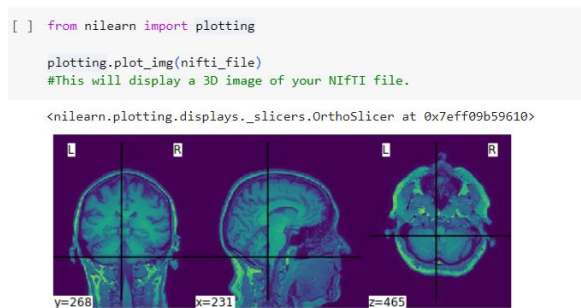 [ ] from nilearn import plotting
plotting.plot_img(nifti_file)
#This will display a 3D image of your NIfTI file.
<nilearn.plotting.displays._slicers.OrthoSlicer at 0x7eff09b59610>
L R L R
y=268 x=231 z=465